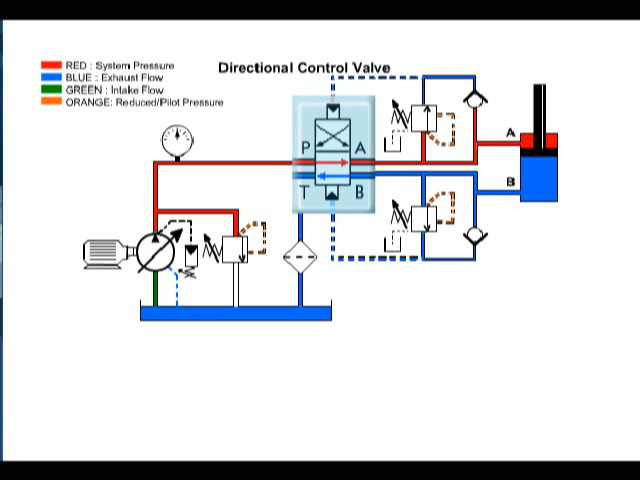 RED : System Pressure
BLUE : Exhaust Flow
GREEN : Intake Flow
ORANGE: Reduced/Pilot Pressure
Directional Control Valve
P A
T B
A
B